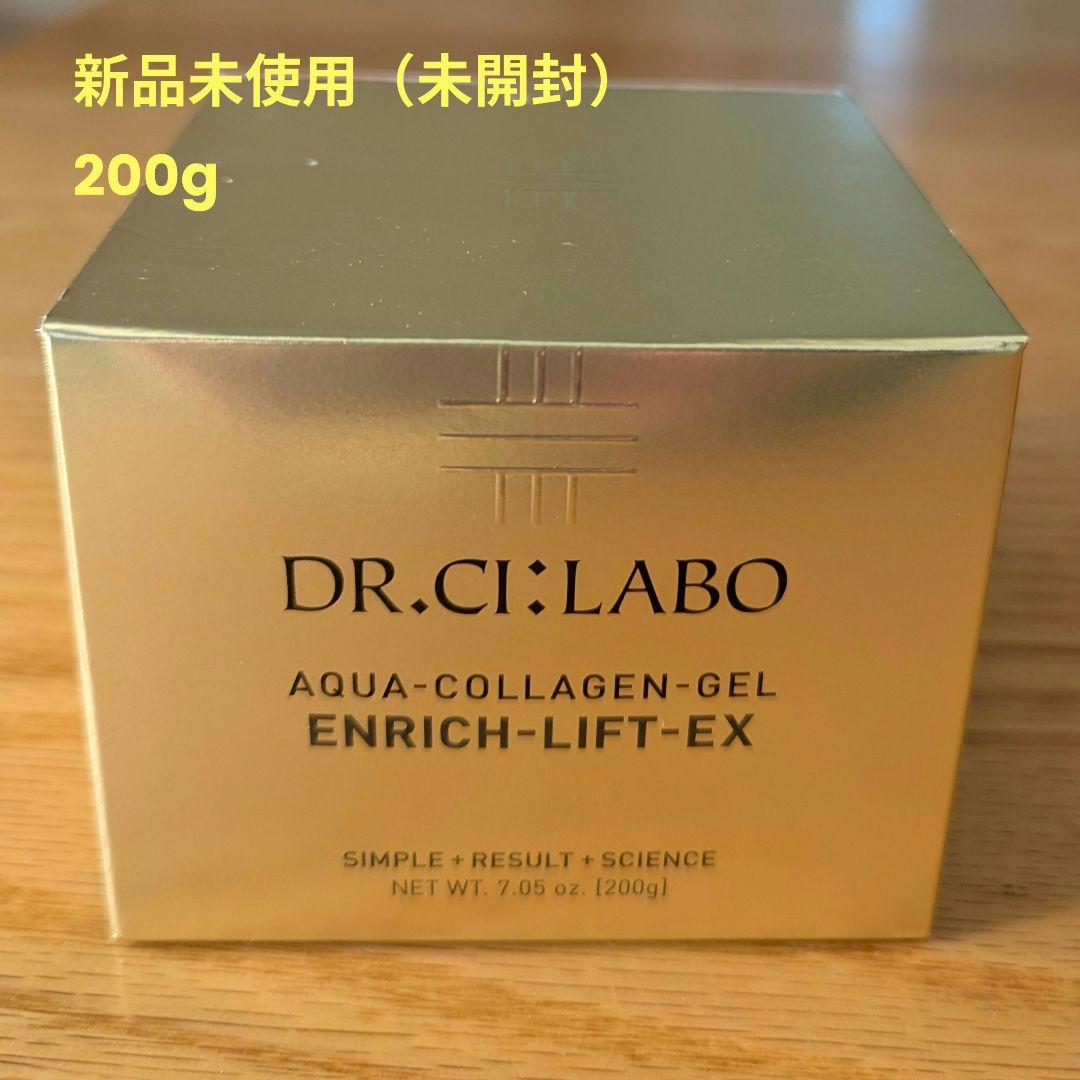 新品未使用（未開封）
200g
DR.CI:LABO
AQUA-COLLAGEN-GEL
ENRICH-LIFT-EX
SIMPLE + RESULT + SCIENCE
NET WT. 7.05 oz. [200g]